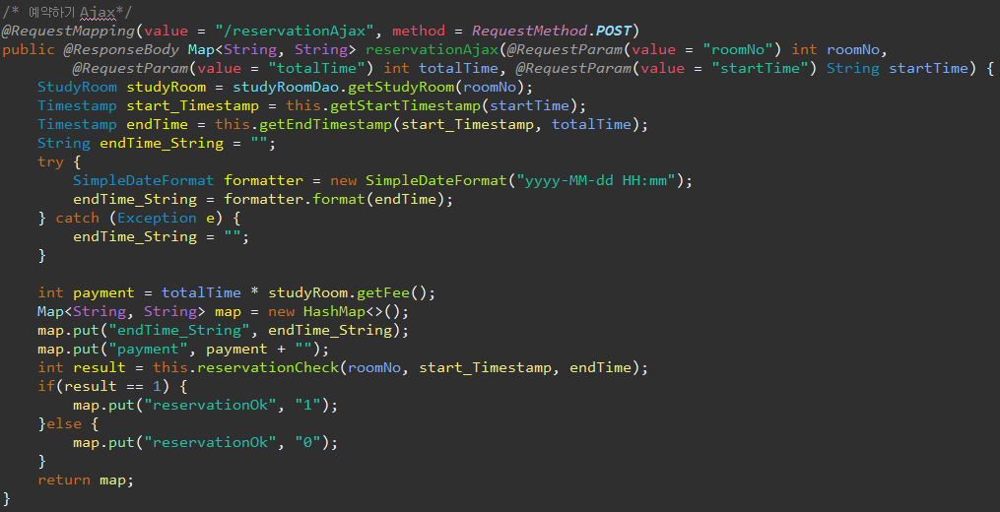 /* 예약하기 Ajax*/
@RequestMapping(value = "/reservationAjax", method = RequestMethod.POST)
public @ResponseBody Map<String, String> reservationAjax(@RequestParam(value = "roomNo") int roomNo,
        @RequestParam(value = "totalTime") int totalTime, @RequestParam(value = "startTime") String startTime) {
    StudyRoom studyRoom = studyRoomDao.getStudyRoom(roomNo);
    Timestamp start_Timestamp = this.getStartTimestamp(startTime);
    Timestamp endTime = this.getEndTimestamp(start_Timestamp, totalTime);
    String endTime_String = "";
    try {
        SimpleDateFormat formatter = new SimpleDateFormat("yyyy-MM-dd HH:mm");
        endTime_String = formatter.format(endTime);
    } catch (Exception e) {
        endTime_String = "";
    }

    int payment = totalTime * studyRoom.getFee();
    Map<String, String> map = new HashMap<>();
    map.put("endTime_String", endTime_String);
    map.put("payment", payment + "");
    int result = this.reservationCheck(roomNo, start_Timestamp, endTime);
    if(result == 1) {
        map.put("reservationOk", "1");
    }else {
        map.put("reservationOk", "0");
    }
    return map;
}